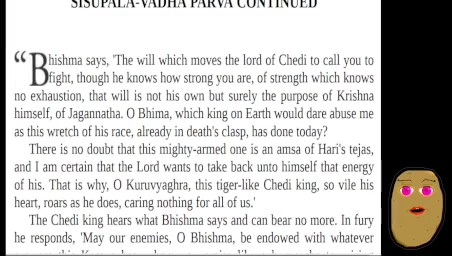 SISUPALA-VADHA PARVA CONTINUED
“Bhishma says, 'The will which moves the lord of Chedi to call you to
fight, though he knows how strong you are, of strength which knows
no exhaustion, that will is not his own but surely the purpose of Krishna
himself, of Jagannatha. O Bhima, which king on Earth would dare abuse me
as this wretch of his race, already in death's clasp, has done today?
There is no doubt that this mighty-armed one is an amsa of Hari's tejas,
and I am certain that the Lord wants to take back unto himself that energy
of his. That is why, O Kuruvyaghra, this tiger-like Chedi king, so vile his
heart, roars as he does, caring nothing for all of us.'
The Chedi king hears what Bhishma says and can bear no more. In fury
he responds, 'May our enemies, O Bhishma, be endowed with whatever